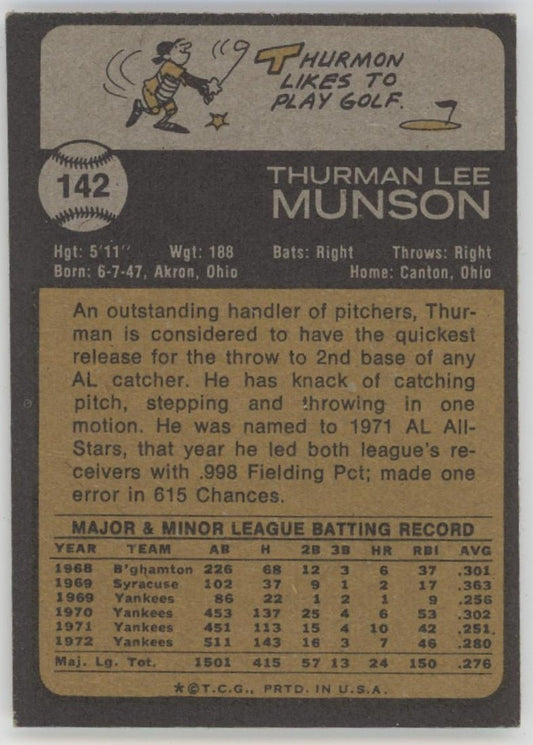 THURMON
LIKES TO
PLAY GOLF.
142
THURMAN LEE
MUNSON
Hgt: 5'11" Wgt: 188 Bats: Right Throws: Right
Born: 6-7-47, Akron, Ohio Home: Canton, Ohio
An outstanding handler of pitchers, Thur-
man is considered to have the quickest
release for the throw to 2nd base of any
AL catcher. He has knack of catching
pitch, stepping and throwing in one
motion. He was named to 1971 AL All-
Stars, that year he led both league's re-
ceivers with .998 Fielding Pct; made one
error in 615 Chances.
MAJOR & MINOR LEAGUE BATTING RECORD
YEAR TEAM AB H 2B 3B HR RBI AVG
1968 B'ghamton 226 68 12 3 6 37 .301
1969 Syracuse 102 37 9 1 2 17 .363
1969 Yankees 86 22 1 2 1 9 .256
1970 Yankees 453 137 25 4 6 53 .302
1971 Yankees 451 113 15 4 10 42 .251
1972 Yankees 511 143 16 3 7 46 .280
Maj. Lg. Tot. 1501 415 57 13 24 150 .276
*©T.C.G., PRTD. IN U.S.A.